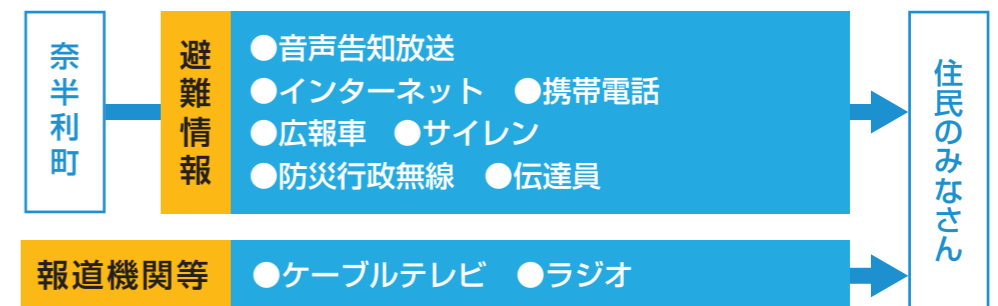 奈半利町
避難情報
●音声告知放送
●インターネット ●携帯電話
●広報車 ●サイレン
●防災行政無線 ●伝達員
住民のみなさん
報道機関等
●ケーブルテレビ ●ラジオ